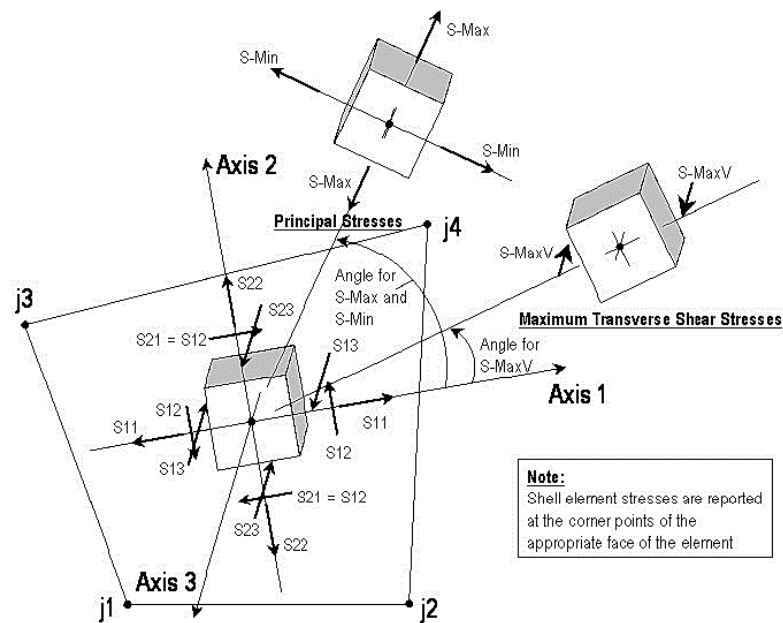 S-Max
S-Min
S-Min
S-Max
Axis 2
S-MaxV
Principal Stresses
j4
S-MaxV
S22
Angle for
S-Max and
S-Min
j3
S23
S21 = S12
S13
Maximum Transverse Shear Stresses
Angle for
S-MaxV
Axis 1
S12
S11
S11
S13
S12
S21 = S12
S23
S22
Note:
Shell element stresses are reported
at the corner points of the
appropriate face of the element
Axis 3
j1
j2